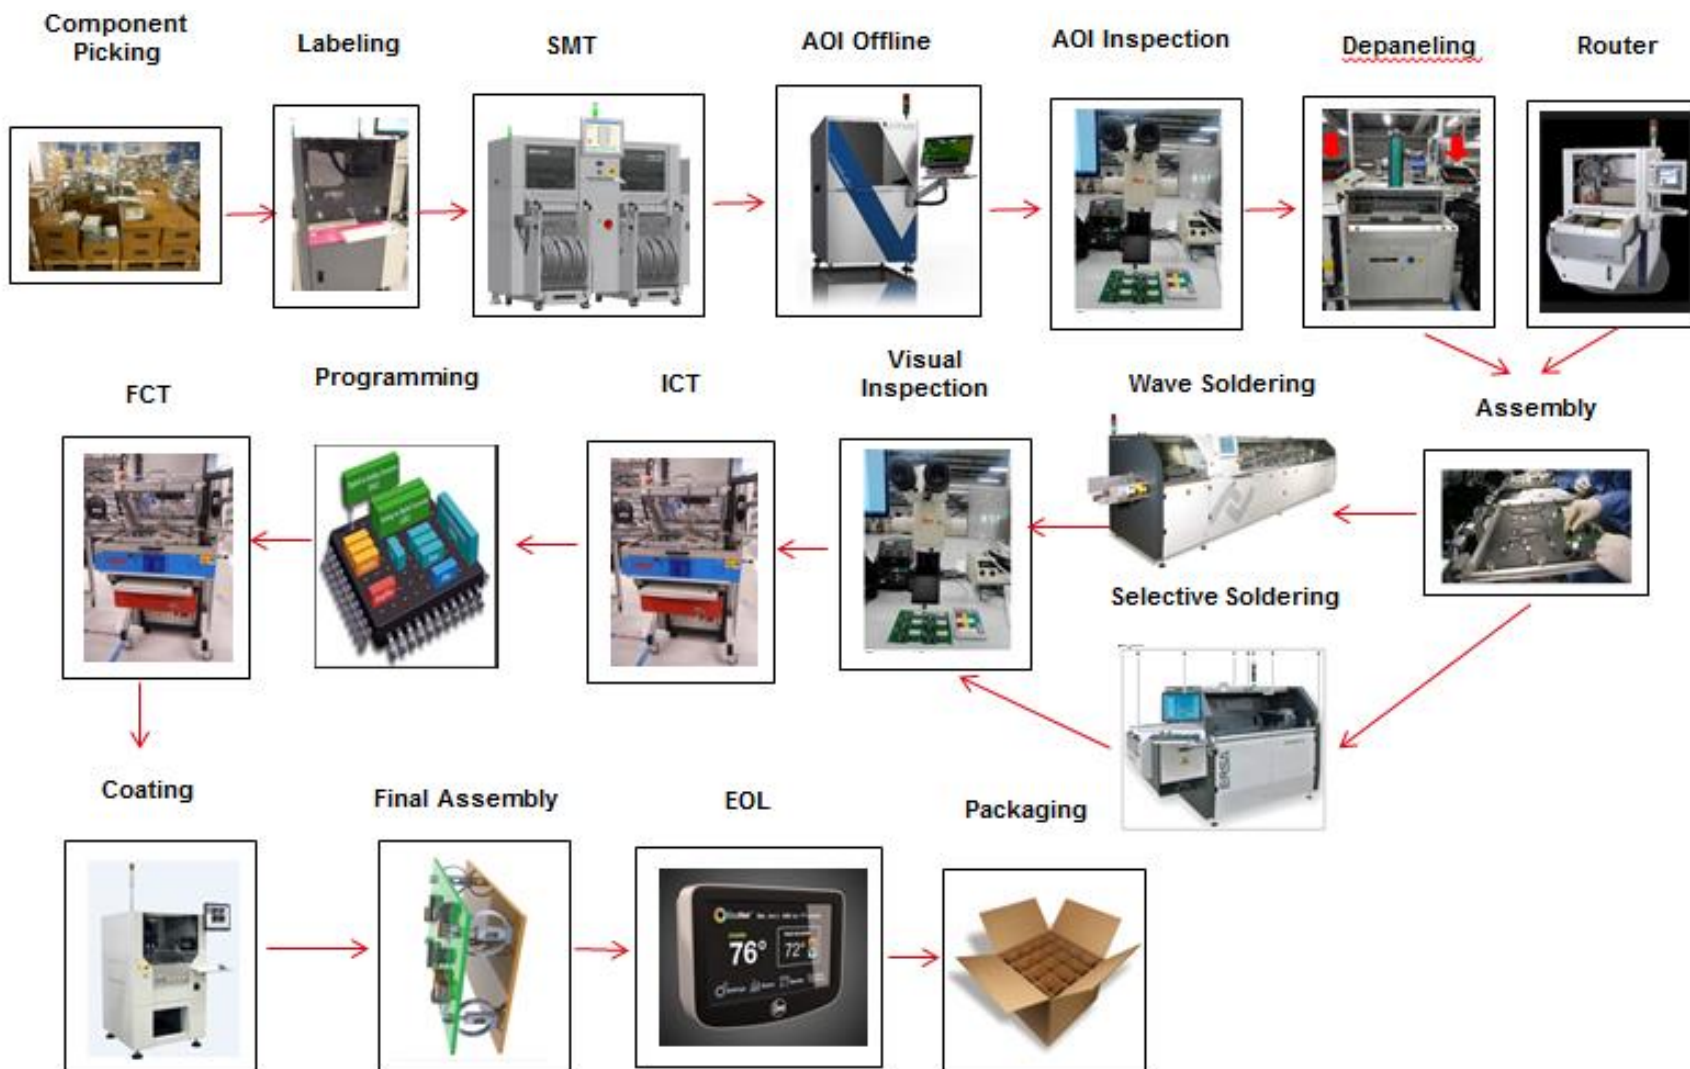 Component
Picking
Labeling
SMT
AOI Offline
AOI Inspection
Depaneling
Router
FCT
Programming
ICT
Visual
Inspection
Wave Soldering
Assembly
Selective Soldering
ERSA
Coating
Final Assembly
EOL
76°
72°
Packaging